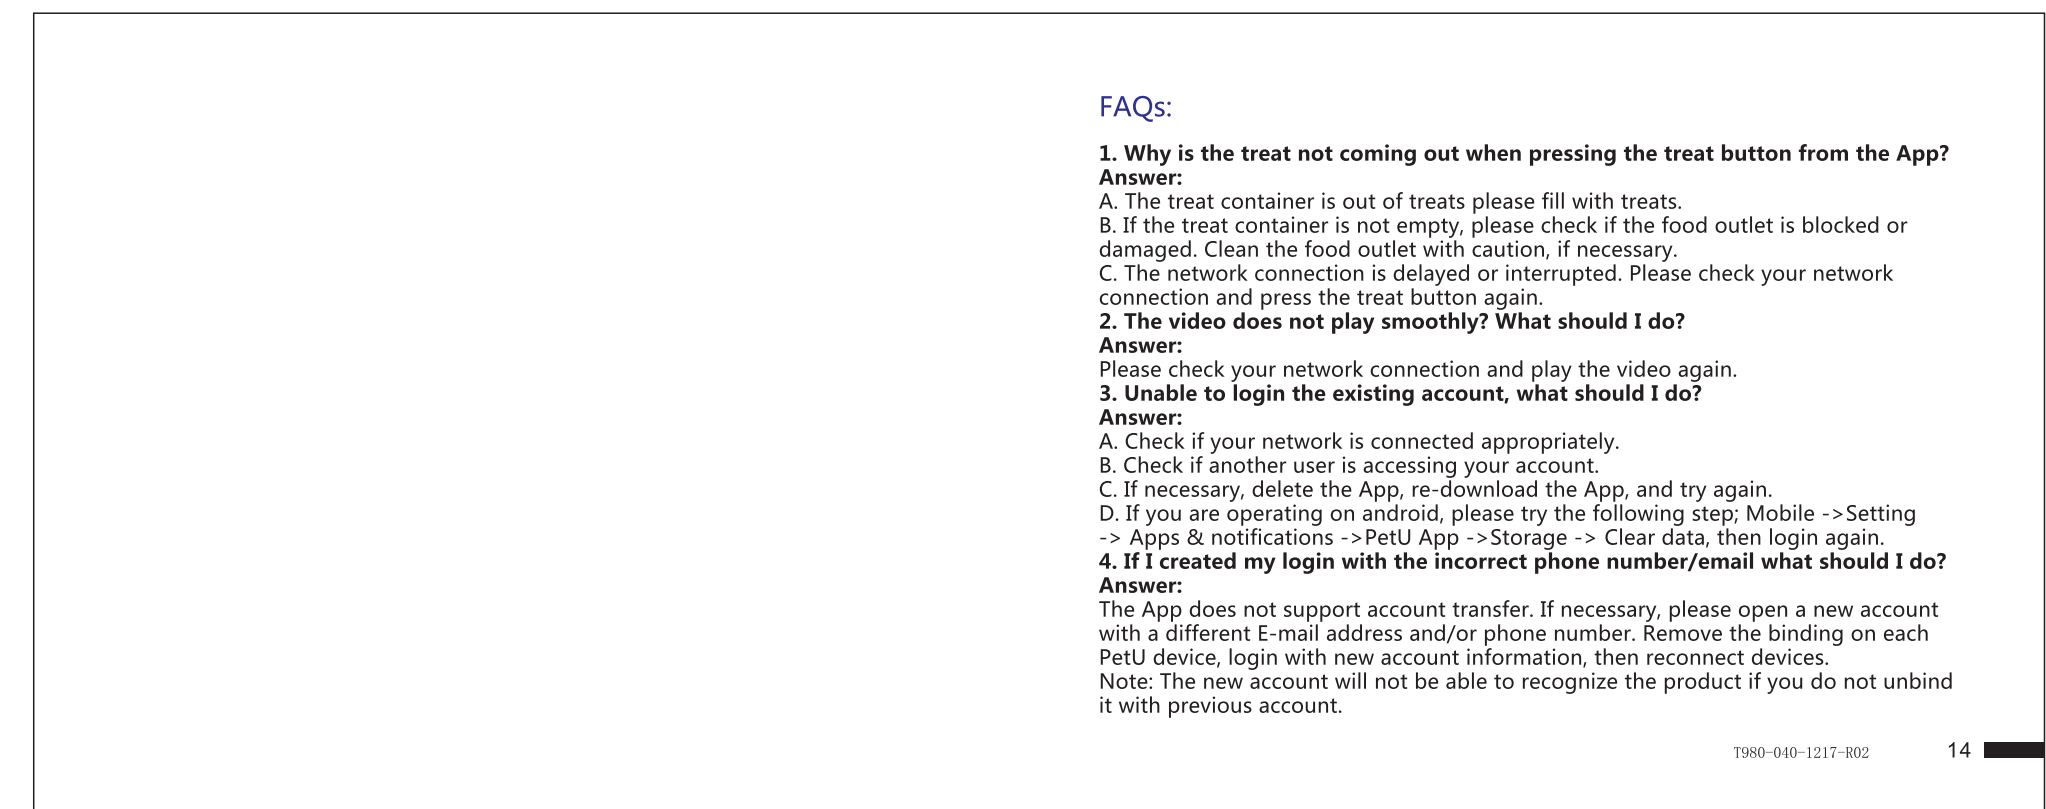 FAQs:
1. Why is the treat not coming out when pressing the treat button from the App?
Answer:
A. The treat container is out of treats please fill with treats.
B. If the treat container is not empty, please check if the food outlet is blocked or
damaged. Clean the food outlet with caution, if necessary.
C. The network connection is delayed or interrupted. Please check your network
connection and press the treat button again.
2. The video does not play smoothly? What should I do?
Answer:
Please check your network connection and play the video again.
3. Unable to login the existing account, what should I do?
Answer:
A. Check if your network is connected appropriately.
B. Check if another user is accessing your account.
C. If necessary, delete the App, re-download the App, and try again.
D. If you are operating on android, please try the following step; Mobile ->Setting
-> Apps & notifications ->PetU App ->Storage -> Clear data, then login again.
4. If I created my login with the incorrect phone number/email what should I do?
Answer:
The App does not support account transfer. If necessary, please open a new account
with a different E-mail address and/or phone number. Remove the binding on each
PetU device, login with new account information, then reconnect devices.
Note: The new account will not be able to recognize the product if you do not unbind
it with previous account.
T980-040-1217-R02 14